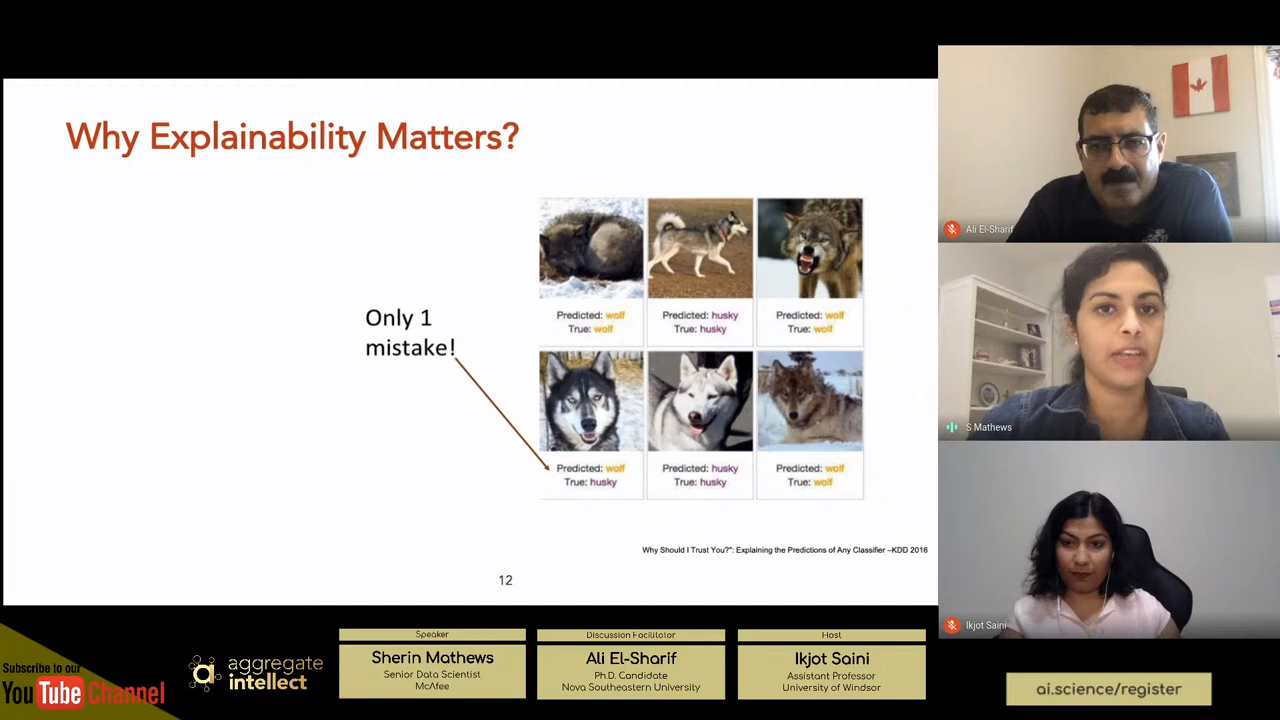 Why Explainability Matters?
Only 1
mistake!
Predicted: wolf
True: wolf
Predicted: husky
True: husky
Predicted: wolf
True: wolf
Predicted: wolf
True: husky
Predicted: husky
True: husky
Predicted: wolf
True: wolf
Why Should I Trust You?": Explaining the Predictions of Any Classifier –KDD 2016
12
Ali El-Sharif
S Mathews
Ikjot Saini
Subscribe to our
YouTube Channel
aggregate
intellect
Speaker
Sherin Mathews
Senior Data Scientist
McAfee
Discussion Facilitator
Ali El-Sharif
Ph.D. Candidate
Nova Southeastern University
Host
Ikjot Saini
Assistant Professor
University of Windsor
ai.science/register